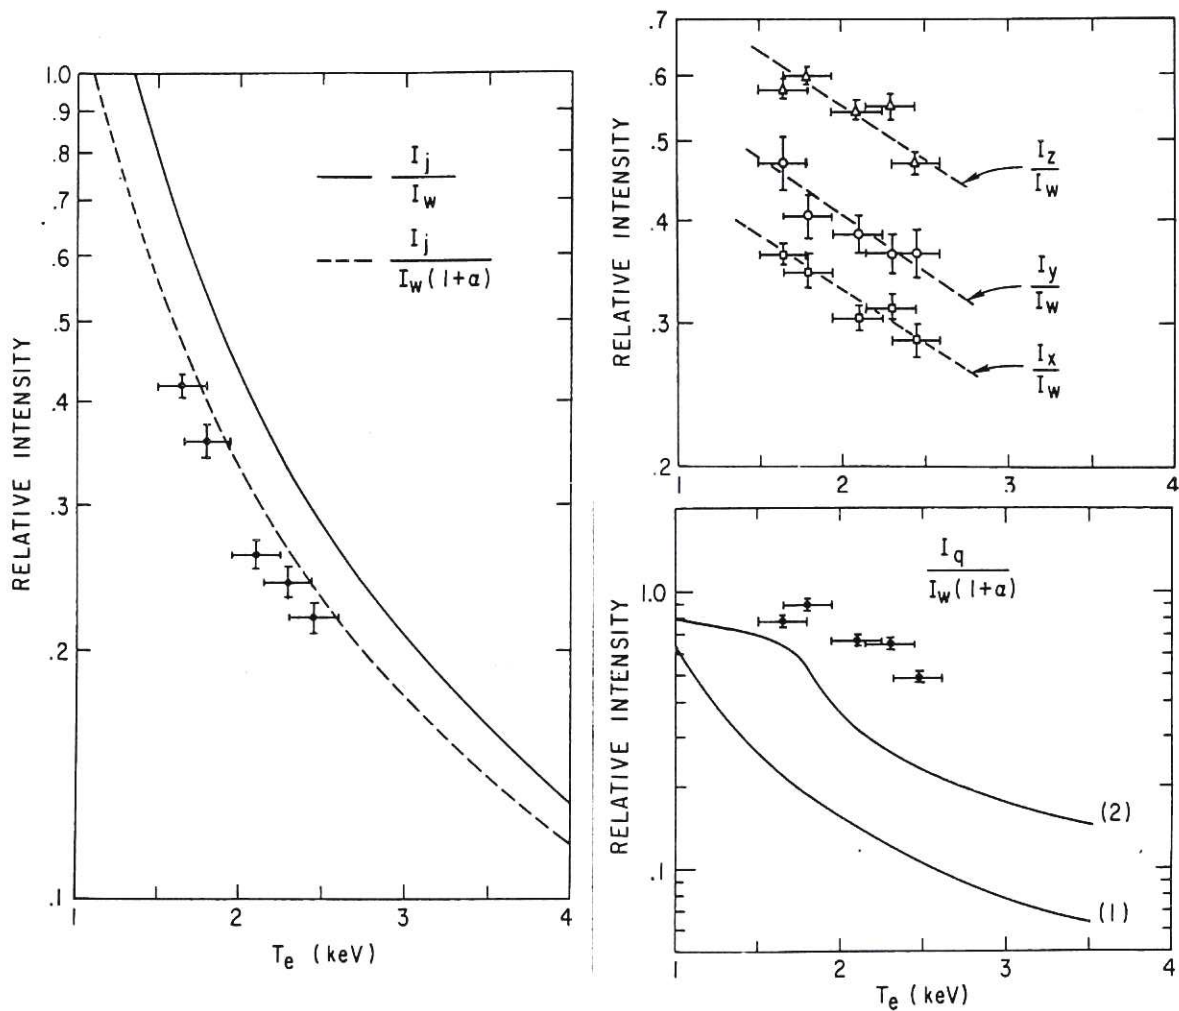 1.0
.9
.8
.7
.6
.5
.4
.3
.2
.1
1 2 3 4
RELATIVE INTENSITY
T_e (keV)
I_j
I_w
I_j
I_w(1+α)
.7
.6
.5
.4
.3
.2
1 2 3 4
RELATIVE INTENSITY
I_z
I_w
I_y
I_w
I_x
I_w
1.0
.1
1 2 3 4
RELATIVE INTENSITY
T_e (keV)
I_q
I_w(1+α)
(2)
(1)